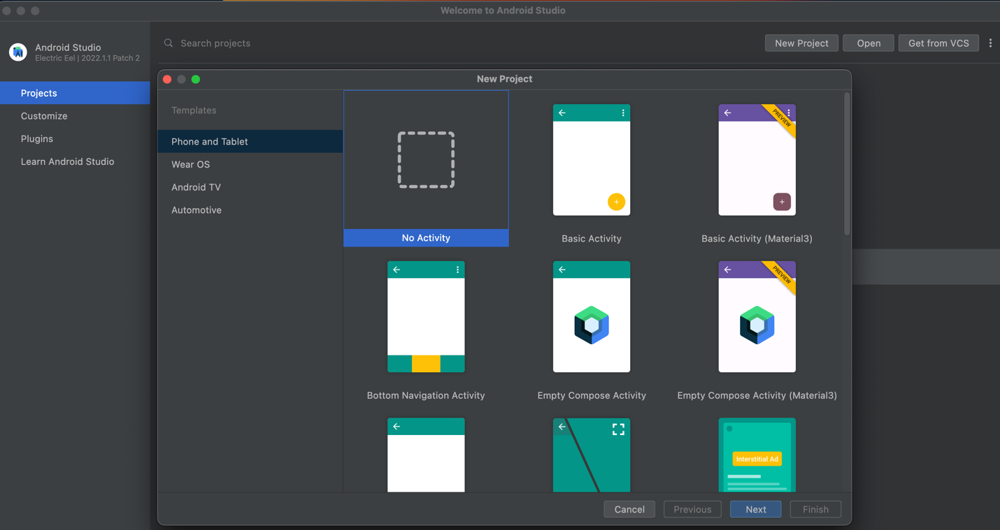 Welcome to Android Studio
Android Studio
Electric Eel | 2022.1.1 Patch 2
Search projects
New Project
Open
Get from VCS
Projects
Customize
Plugins
Learn Android Studio
New Project
Templates
Phone and Tablet
Wear OS
Android TV
Automotive
No Activity
Basic Activity
PREVIEW
Basic Activity (Material3)
Bottom Navigation Activity
Empty Compose Activity
PREVIEW
Empty Compose Activity (Material3)
Interstitial Ad
Cancel
Previous
Next
Finish